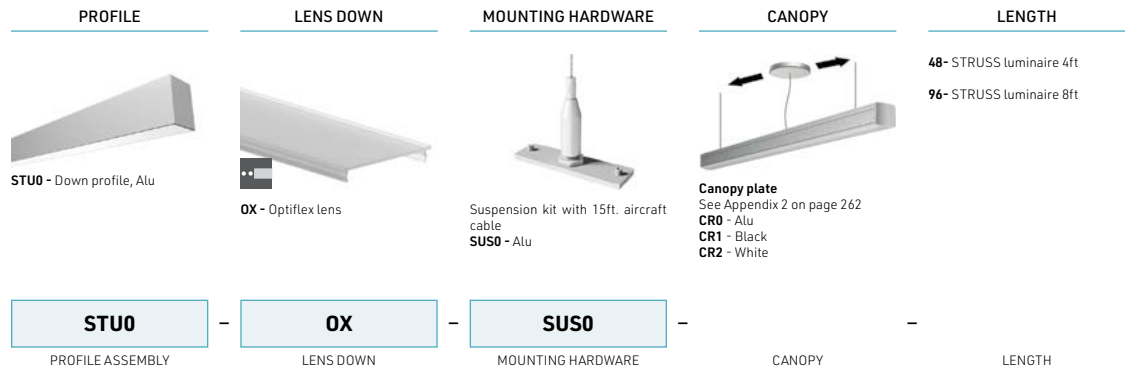 PROFILE
LENS DOWN
MOUNTING HARDWARE
CANOPY
LENGTH
STU0 - Down profile, Alu
OX - Optiflex lens
Suspension kit with 15ft. aircraft
cable
SUS0 - Alu
Canopy plate
See Appendix 2 on page 262
CR0 - Alu
CR1 - Black
CR2 - White
48- STRUSS luminaire 4ft
96- STRUSS luminaire 8ft
STU0 - OX - SUS0 - -
PROFILE ASSEMBLY
LENS DOWN
MOUNTING HARDWARE
CANOPY
LENGTH